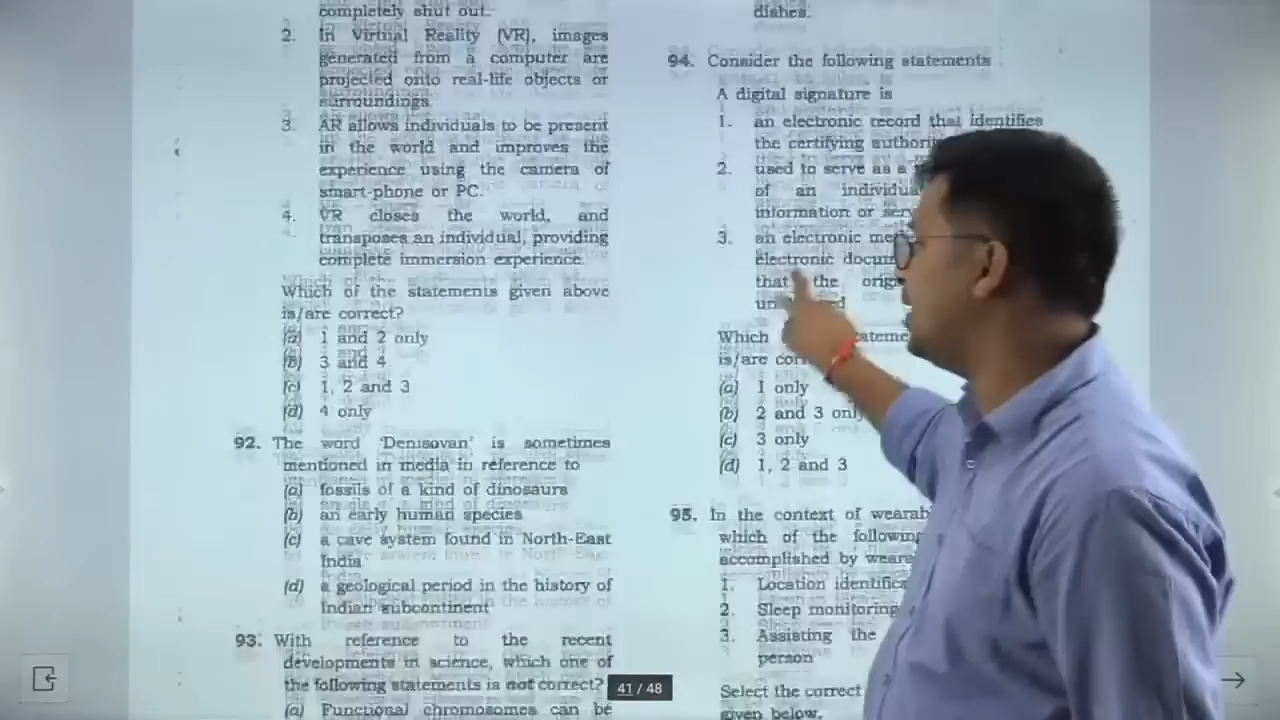 completely shut out.
2. In Virtual Reality (VR), images
generated from a computer are
projected onto real-life objects or
surroundings.
3. AR allows individuals to be present
in the world and improves the
experience using the camera of
smart-phone or PC.
4. VR closes the world, and
transposes an individual, providing
complete immersion experience.
Which of the statements given above
is/are correct?
(a) 1 and 2 only
(b) 3 and 4
(c) 1, 2 and 3
(d) 4 only
92. The word 'Denisovan' is sometimes
mentioned in media in reference to
(a) fossils of a kind of dinosaurs
(b) an early human species
(c) a cave system found in North-East
India
(d) a geological period in the history of
Indian subcontinent
93. With reference to the recent
developments in science, which one of
the following statements is not correct?
(a) Functional chromosomes can be
dishes.
94. Consider the following statements
A digital signature is
1. an electronic record that identifies
the certifying
2. used to serve as a
of an
information or
3. an electronic
electronic
that the
Which
is/are
(a) 1 only
(b) 2 and 3 only
(c) 3 only
(d) 1, 2 and 3
95. In the context of
which of the following
accomplished by
1. Location
2. Sleep monitoring
3. Assisting the
person
Select the correct
given below.
41 / 48